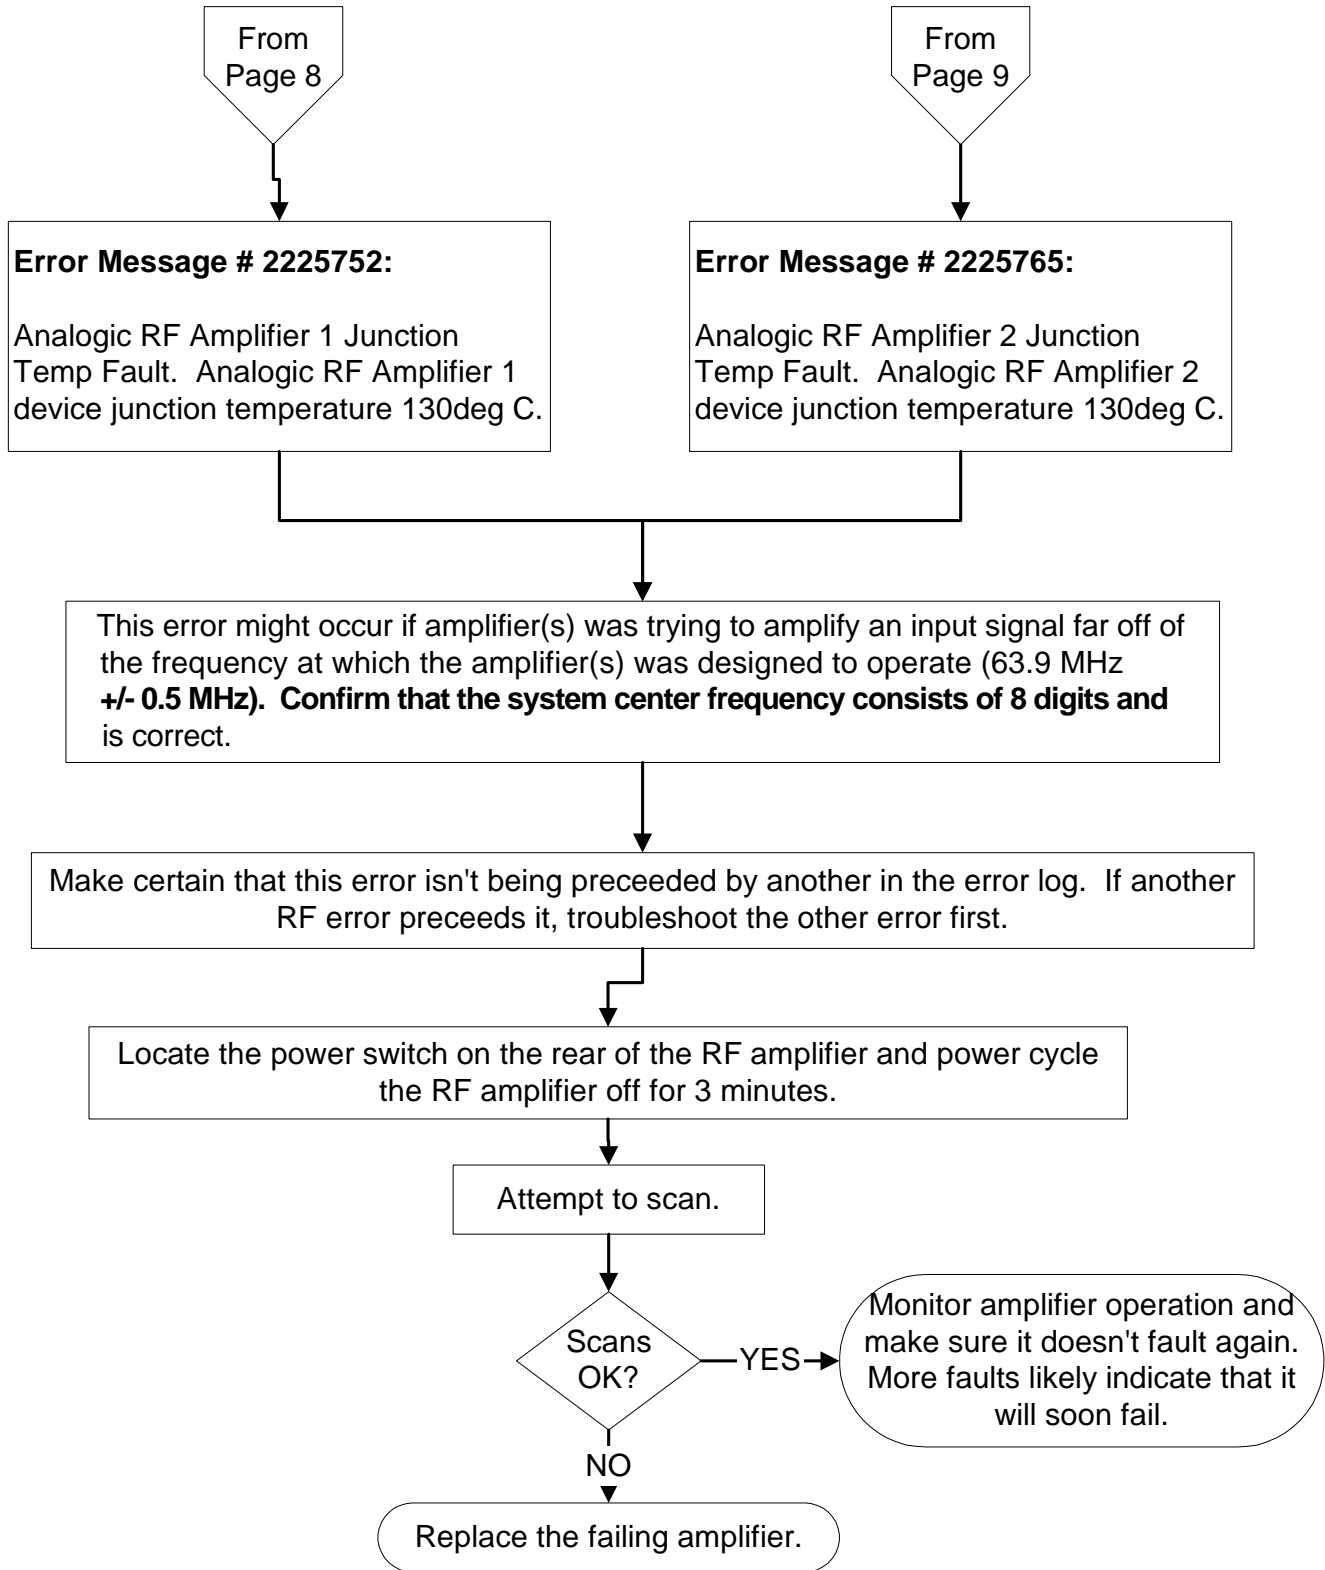 From
Page 8
From
Page 9
Error Message # 2225752:
Analogic RF Amplifier 1 Junction
Temp Fault.  Analogic RF Amplifier 1
device junction temperature 130deg C.
Error Message # 2225765:
Analogic RF Amplifier 2 Junction
Temp Fault.  Analogic RF Amplifier 2
device junction temperature 130deg C.
This error might occur if amplifier(s) was trying to amplify an input signal far off of
the frequency at which the amplifier(s) was designed to operate (63.9 MHz
+/- 0.5 MHz).  Confirm that the system center frequency consists of 8 digits and
is correct.
Make certain that this error isn't being preceeded by another in the error log.  If another
RF error preceeds it, troubleshoot the other error first.
Locate the power switch on the rear of the RF amplifier and power cycle
the RF amplifier off for 3 minutes.
Attempt to scan.
Scans
OK?
YES
Monitor amplifier operation and
make sure it doesn't fault again.
More faults likely indicate that it
will soon fail.
NO
Replace the failing amplifier.